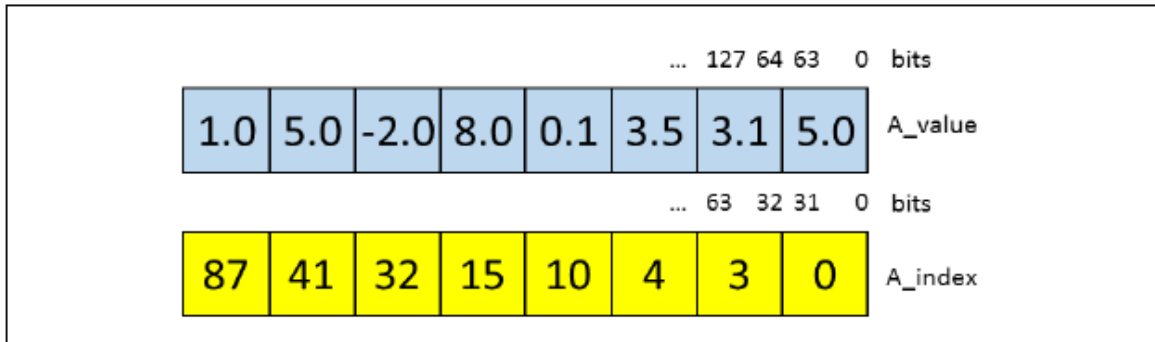 ... 127 64 63 0 bits
1.0 5.0 -2.0 8.0 0.1 3.5 3.1 5.0 A_value
... 63 32 31 0 bits
87 41 32 15 10 4 3 0 A_index